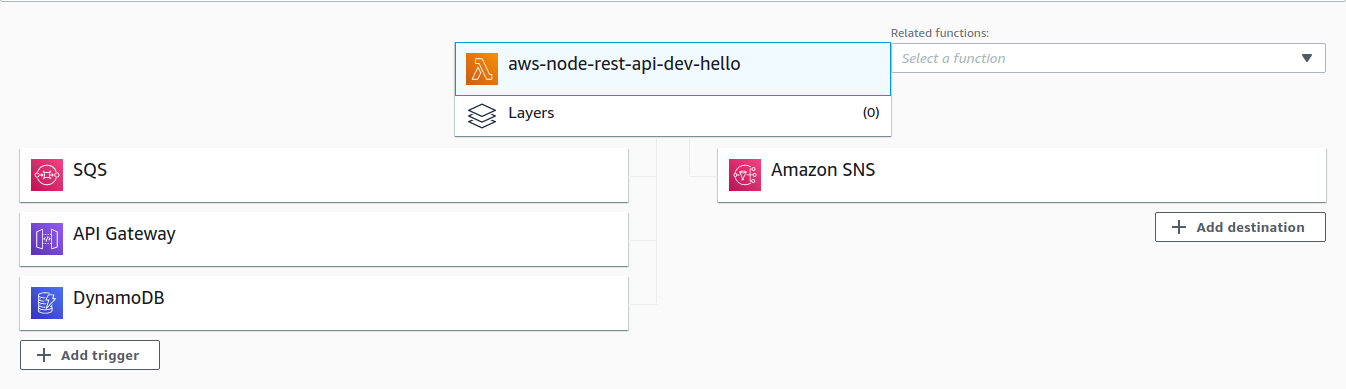 Related functions:
aws-node-rest-api-dev-hello
Select a function
Layers
(0)
SQS
Amazon SNS
API Gateway
Add destination
DynamoDB
Add trigger